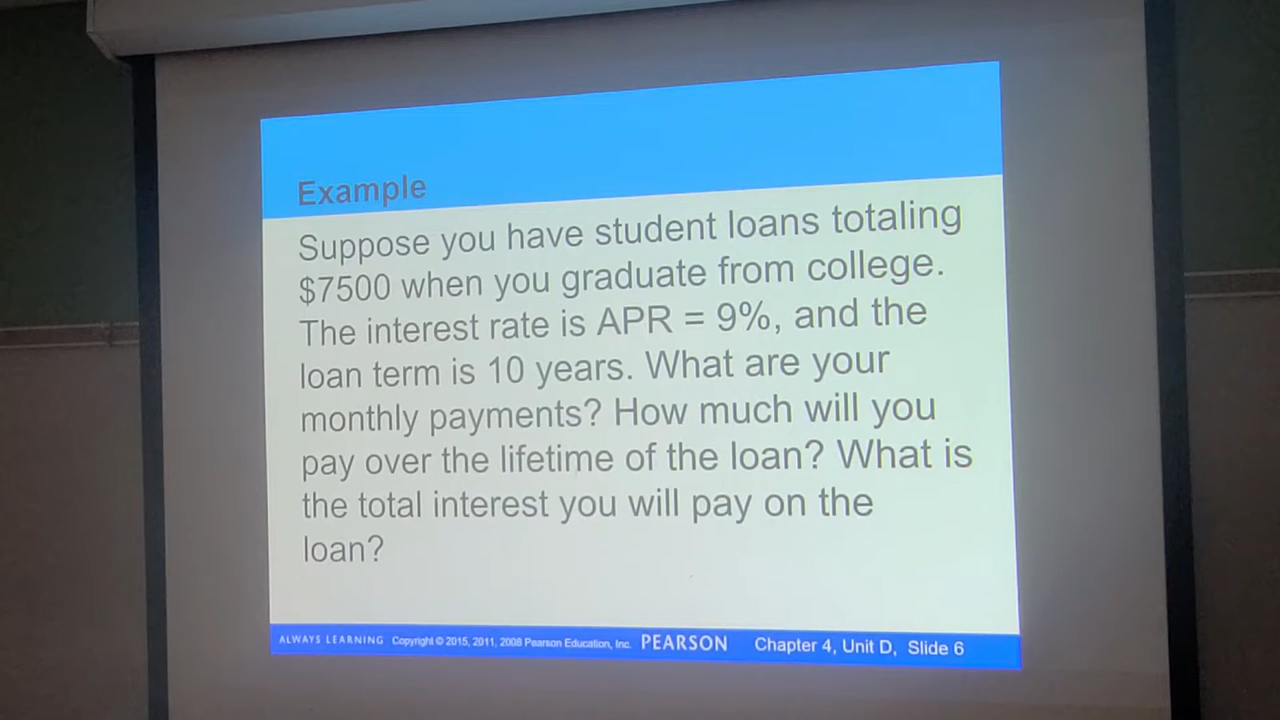 Example
Suppose you have student loans totaling
$7500 when you graduate from college.
The interest rate is APR = 9%, and the
loan term is 10 years. What are your
monthly payments? How much will you
pay over the lifetime of the loan? What is
the total interest you will pay on the
loan?
ALWAYS LEARNING Copyright © 2015, 2011, 2008 Pearson Education, Inc. PEARSON Chapter 4, Unit D, Slide 6